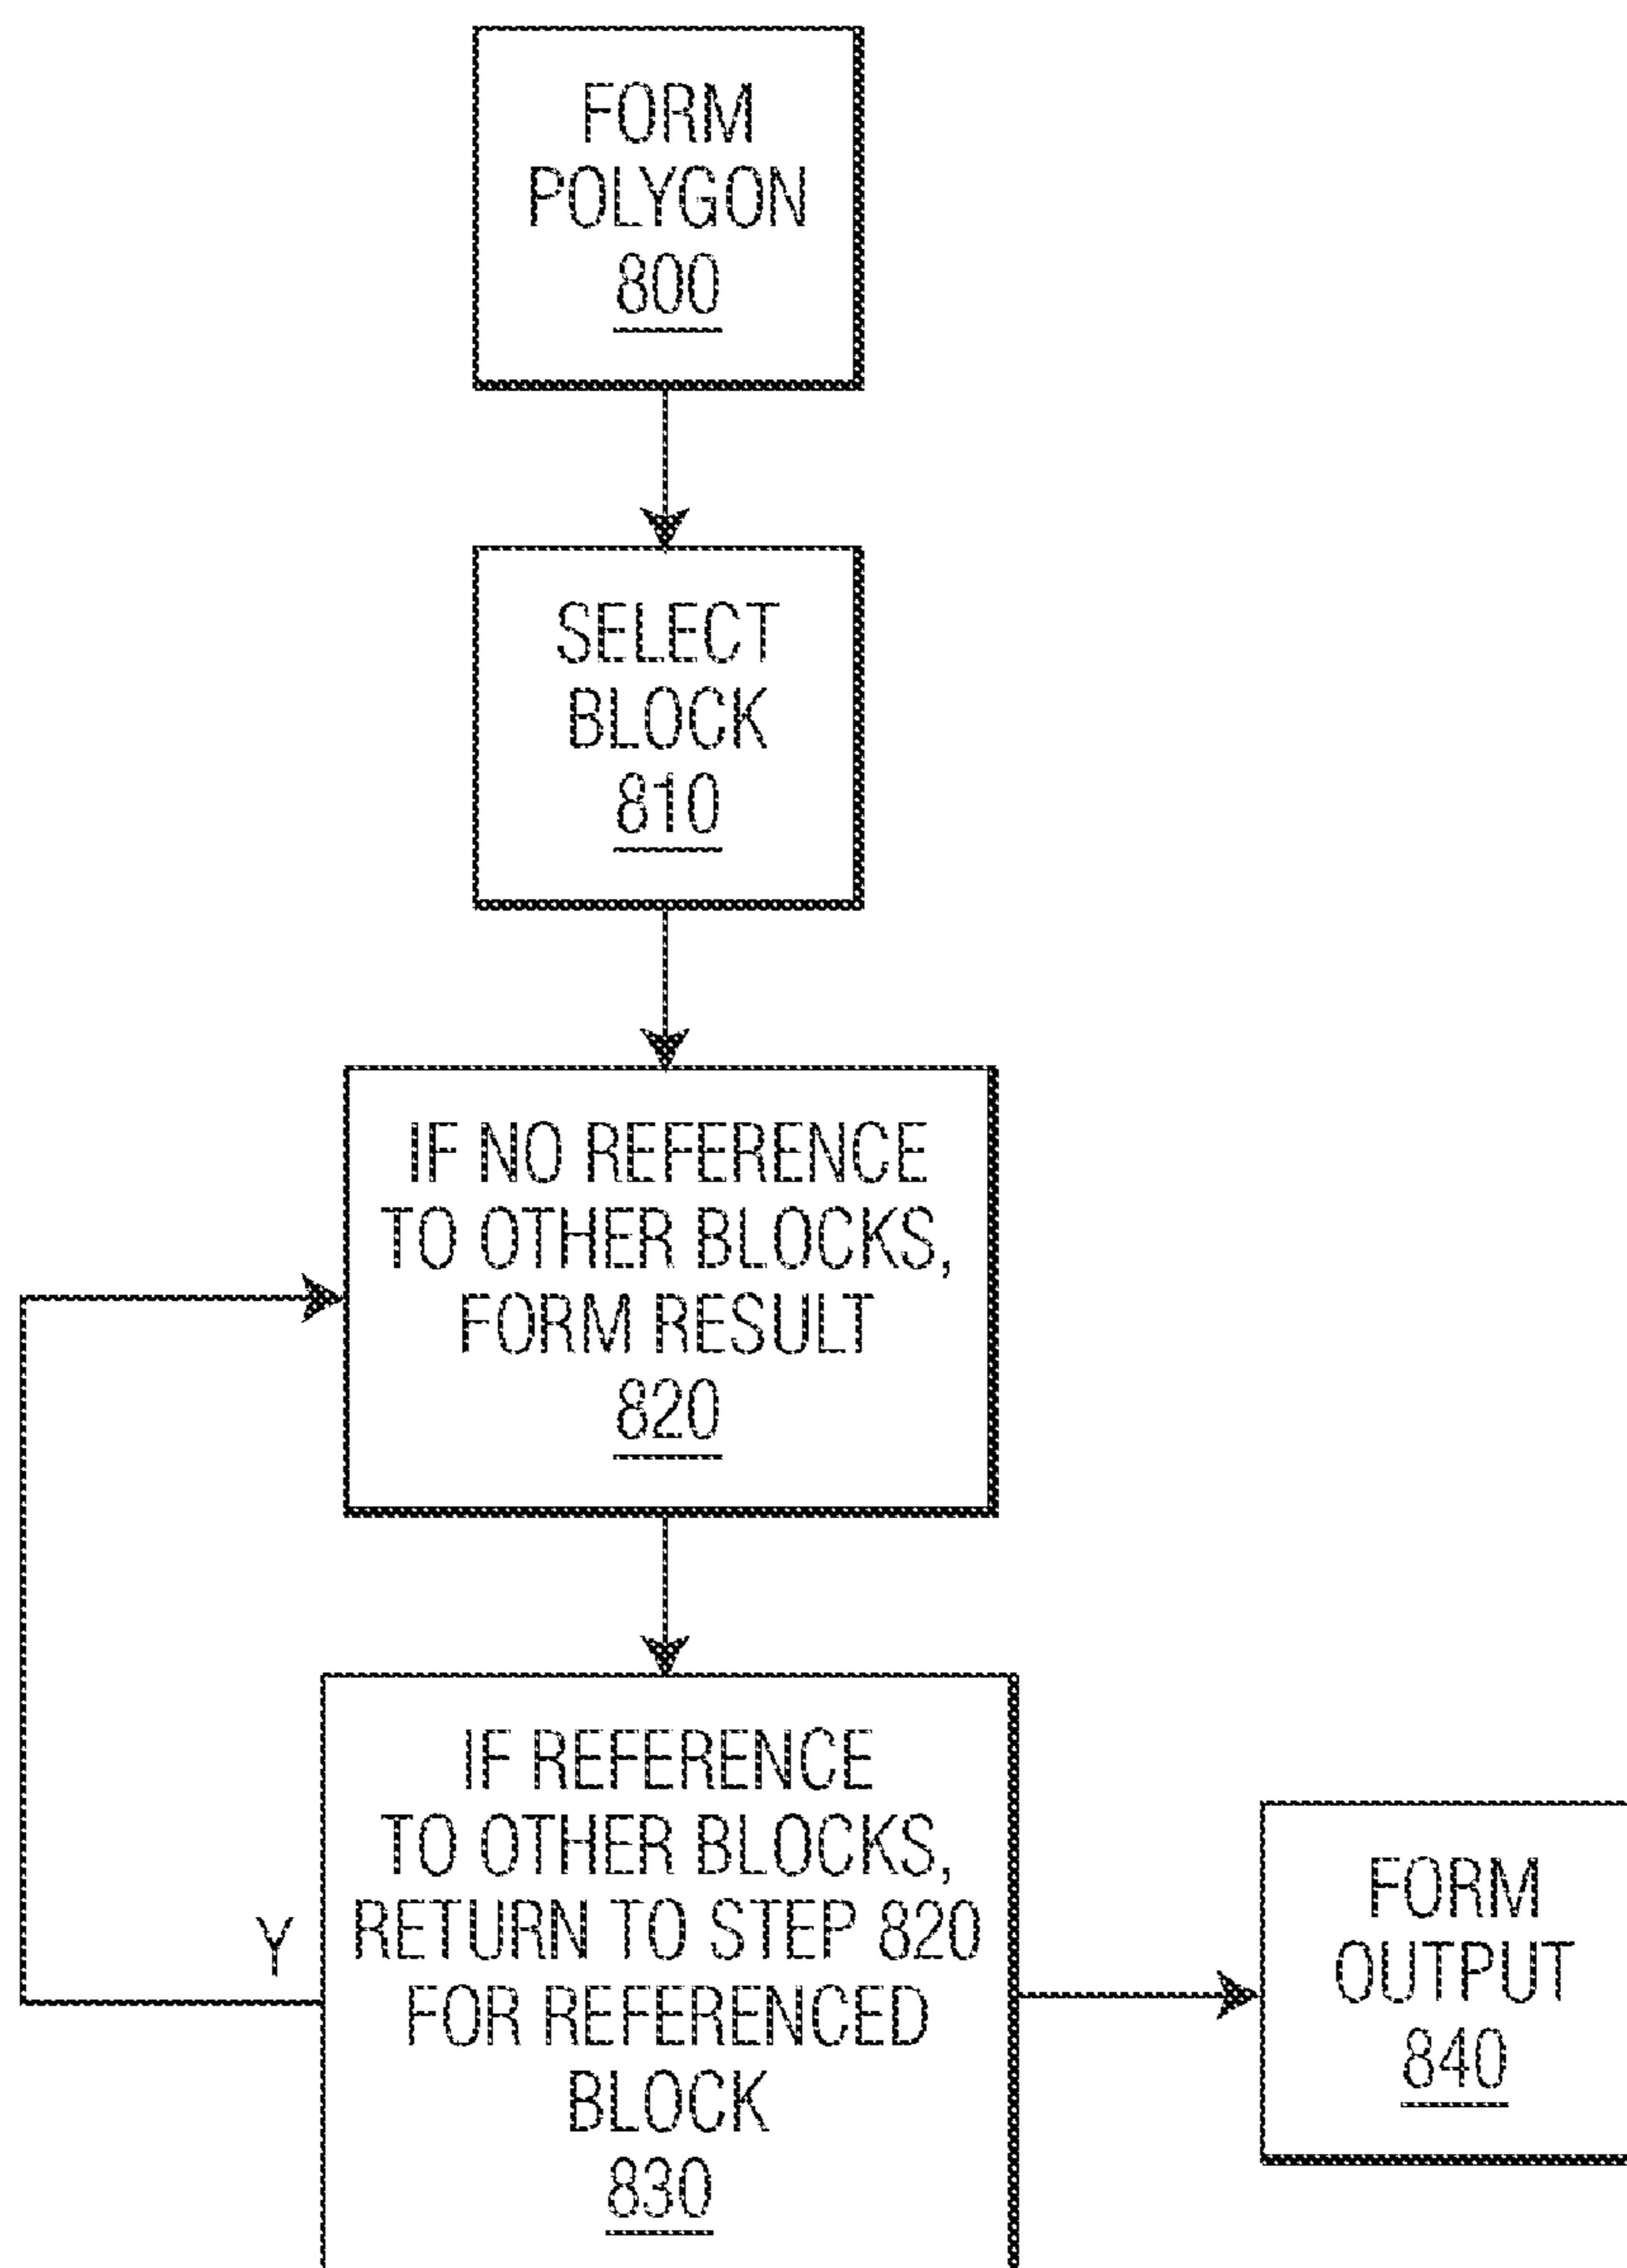 FORM
POLYGON
800
SELECT
BLOCK
810
IF NO REFERENCE
TO OTHER BLOCKS,
FORM RESULT
820
IF REFERENCE
TO OTHER BLOCKS,
RETURN TO STEP 820
FOR REFERENCED
BLOCK
830
Y
FORM
OUTPUT
840